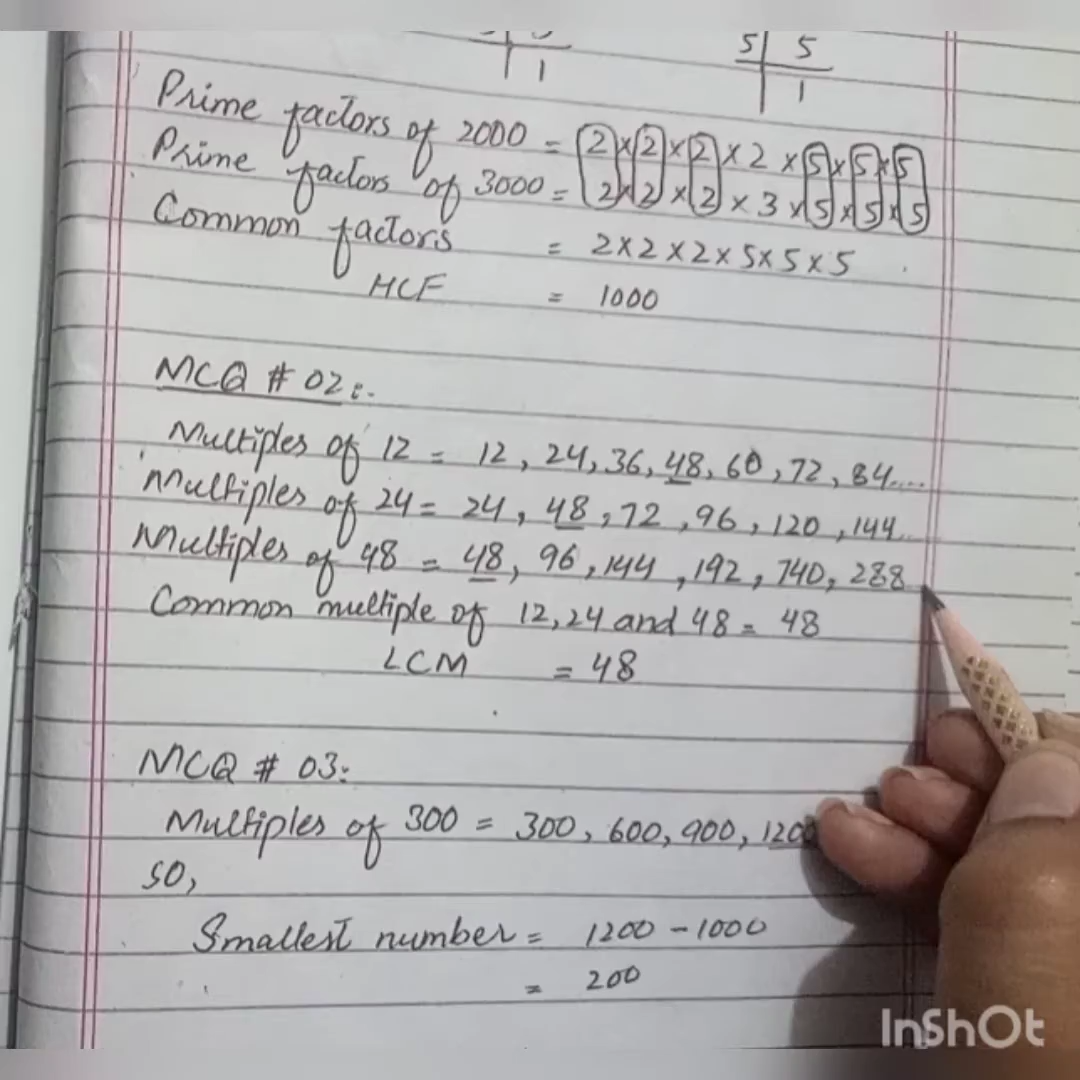 5 5
1 1
Prime factors of 2000 = 2 × 2 × 2 × 2 × 5 × 5 × 5
Prime factors of 3000 = 2 × 2 × 2 × 3 × 5 × 5 × 5
Common factors = 2 × 2 × 2 × 5 × 5 × 5
HCF = 1000
MCQ # 02:-
Multiples of 12 = 12, 24, 36, 48, 60, 72, 84....
Multiples of 24 = 24, 48, 72, 96, 120, 144...
Multiples of 48 = 48, 96, 144, 192, 740, 288
Common multiple of 12, 24 and 48 = 48
LCM = 48
MCQ # 03:
Multiples of 300 = 300, 600, 900, 1200
SO,
Smallest number = 1200 - 1000
= 200
InShOt